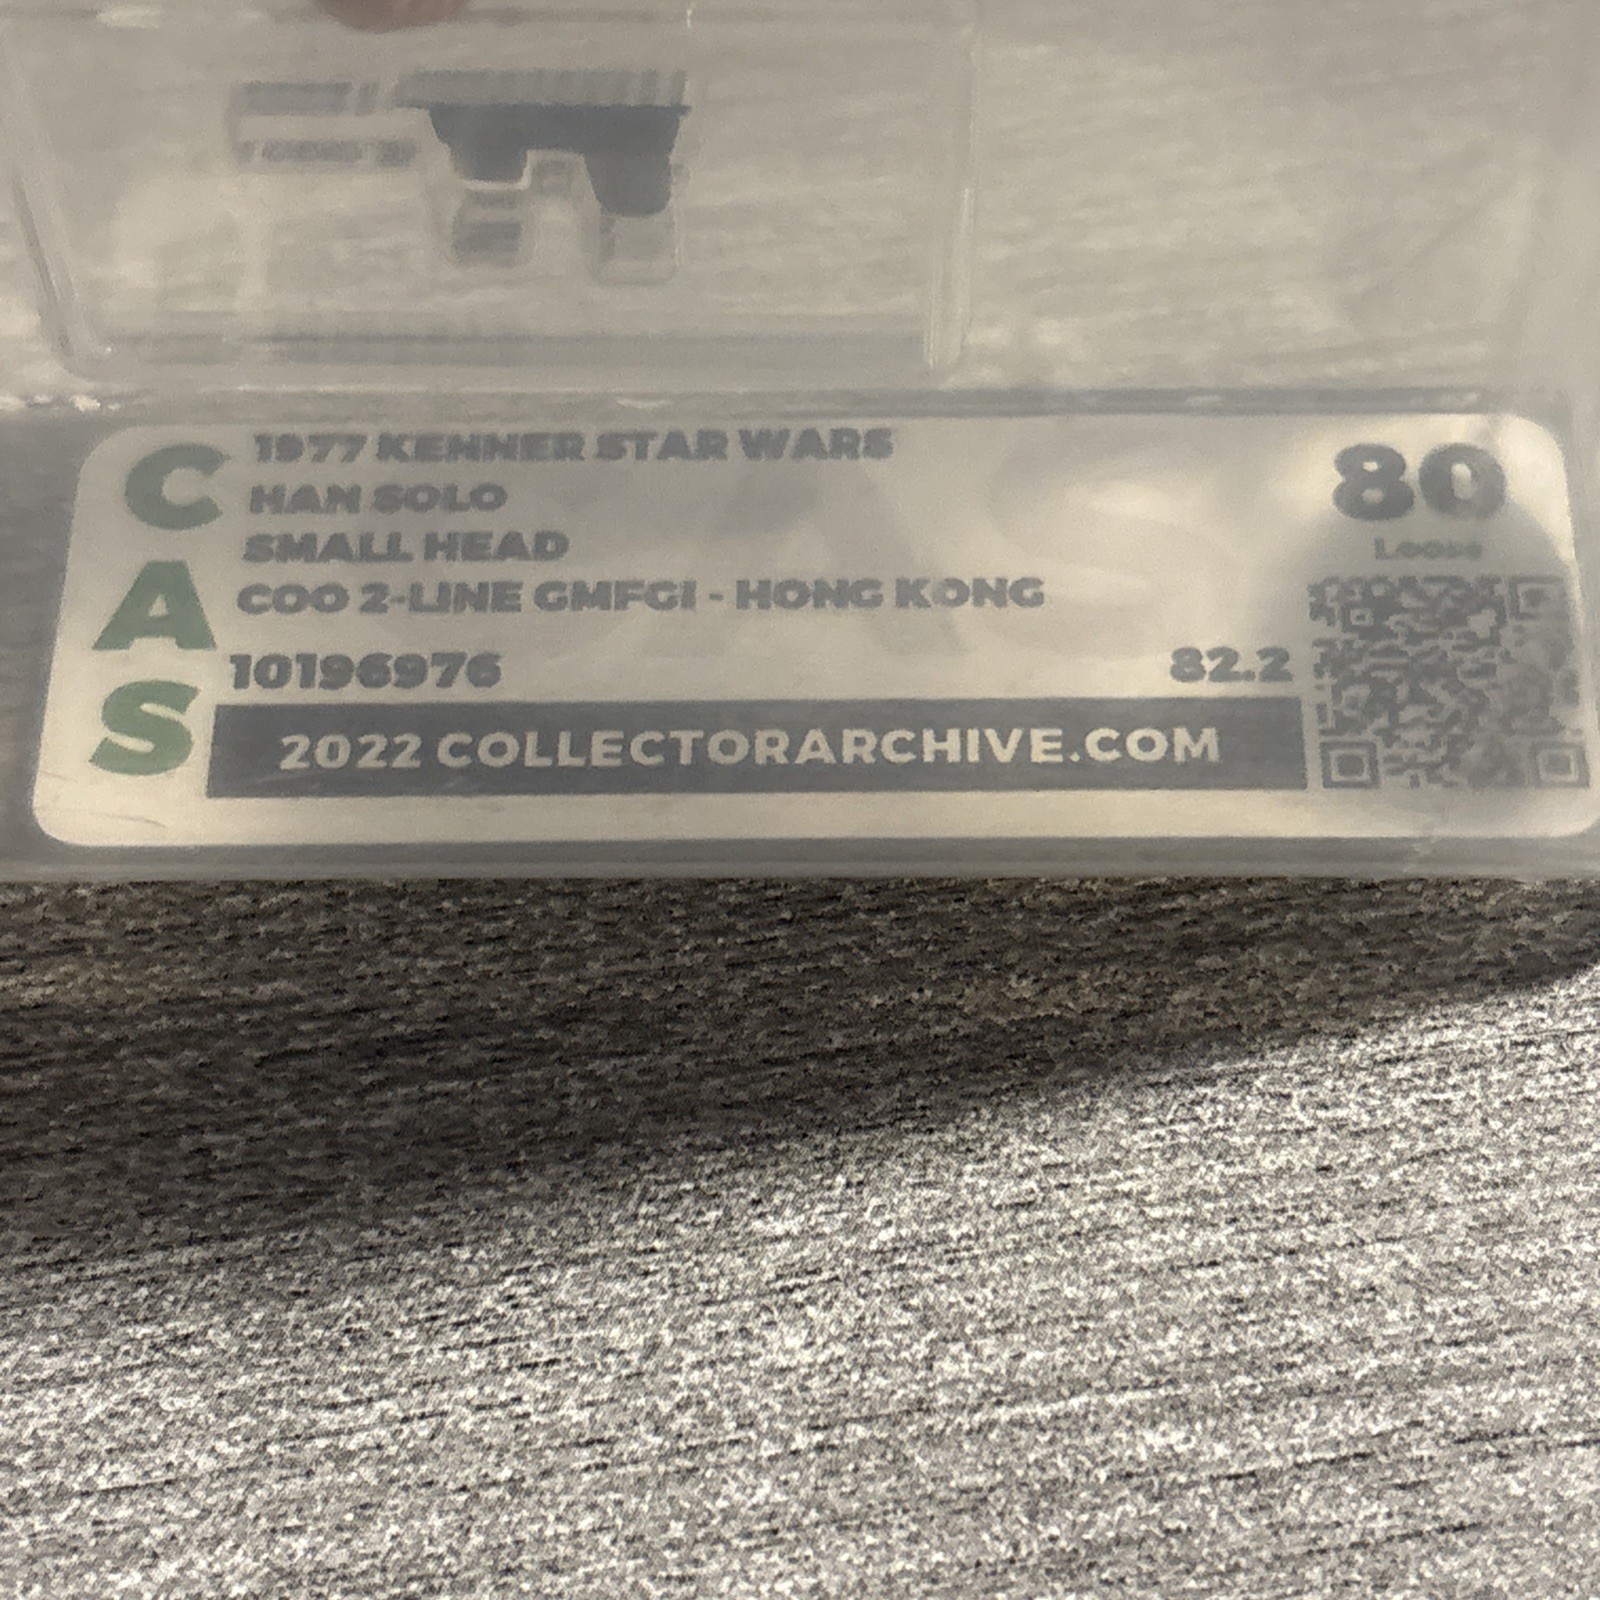 CAS
1977 KENNER STAR WARS
HAN SOLO
SMALL HEAD
COO 2-LINE GMFGI - HONG KONG
10196976
82.2
80
Loose
2022 COLLECTORARCHIVE.COM